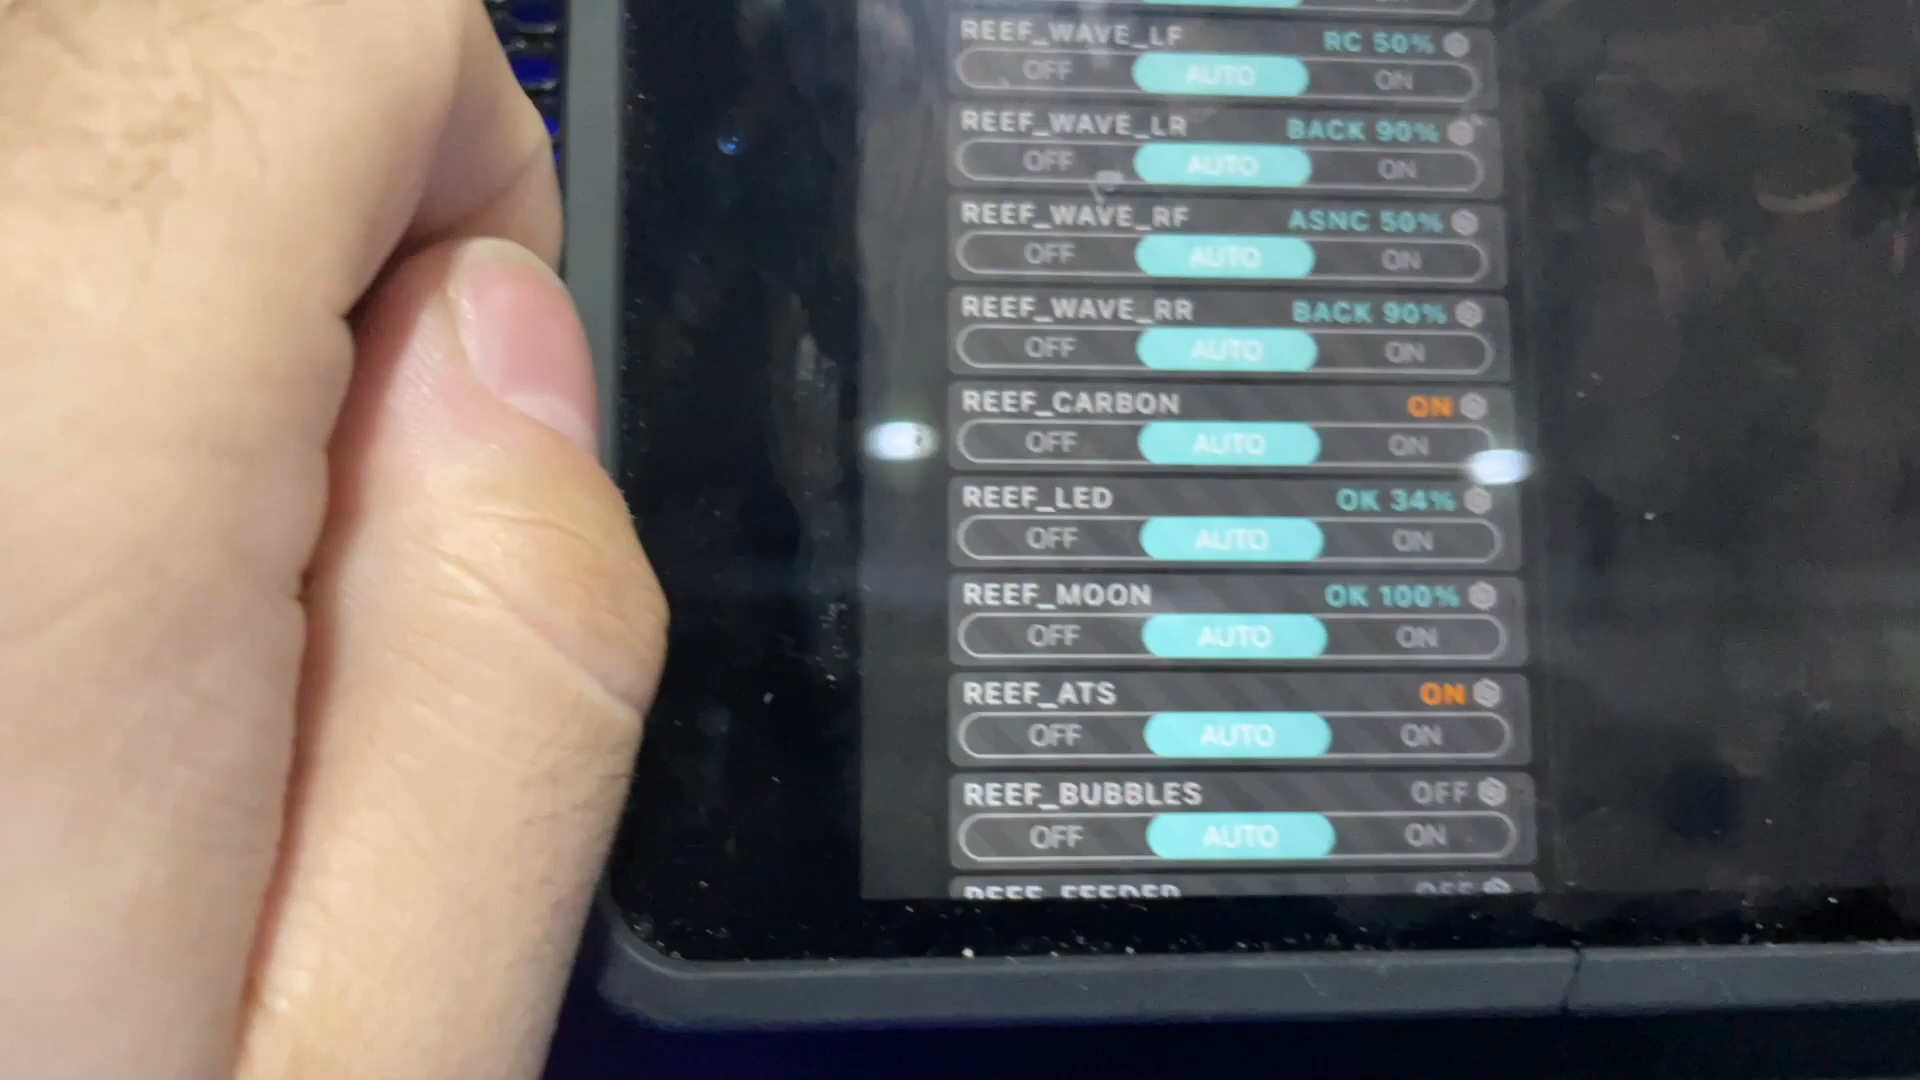 REEF_WAVE_LF RC 50%
OFF AUTO ON
REEF_WAVE_LR BACK 90%
OFF AUTO ON
REEF_WAVE_RF ASNC 50%
OFF AUTO ON
REEF_WAVE_RR BACK 90%
OFF AUTO ON
REEF_CARBON ON
OFF AUTO ON
REEF_LED OK 34%
OFF AUTO ON
REEF_MOON OK 100%
OFF AUTO ON
REEF_ATS ON
OFF AUTO ON
REEF_BUBBLES OFF
OFF AUTO ON
REEF_FEEDER OFF